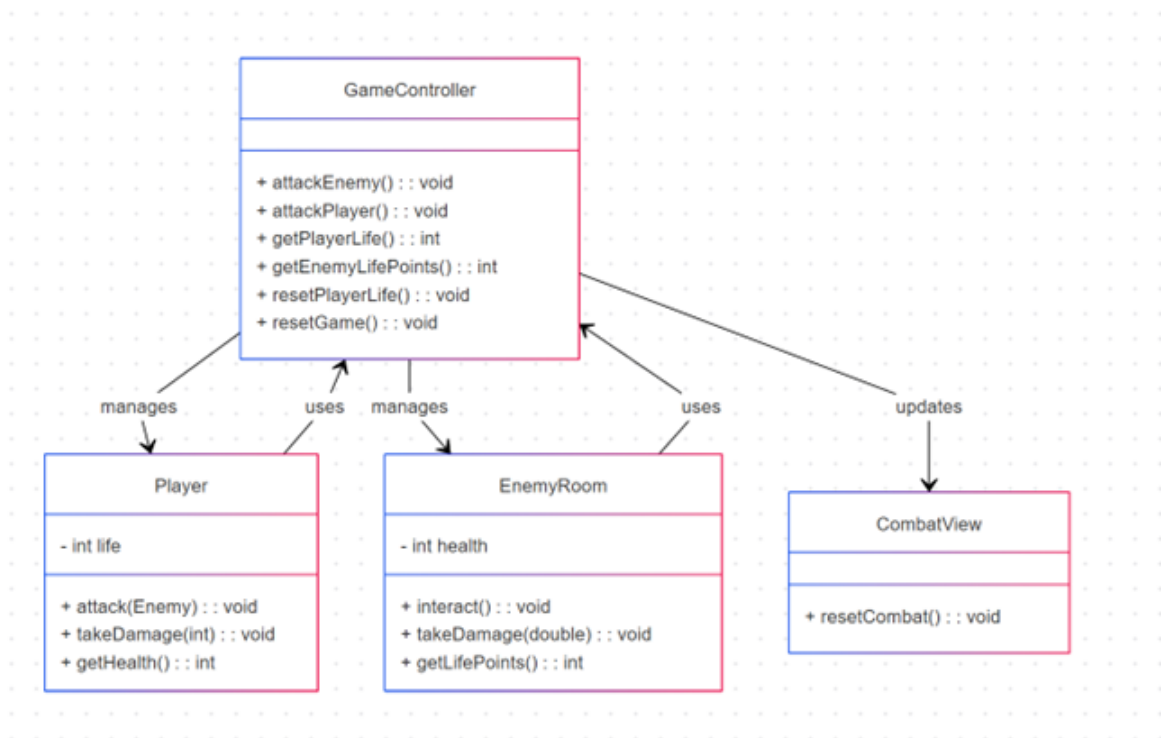 GameController
+ attackEnemy() : : void
+ attackPlayer() : : void
+ getPlayerLife() : : int
+ getEnemyLifePoints() : : int
+ resetPlayerLife() : : void
+ resetGame() : : void
manages
uses
manages
uses
updates
Player
- int life
+ attack(Enemy) : : void
+ takeDamage(int) : : void
+ getHealth() : : int
EnemyRoom
- int health
+ interact() : : void
+ takeDamage(double) : : void
+ getLifePoints() : : int
CombatView
+ resetCombat() : : void